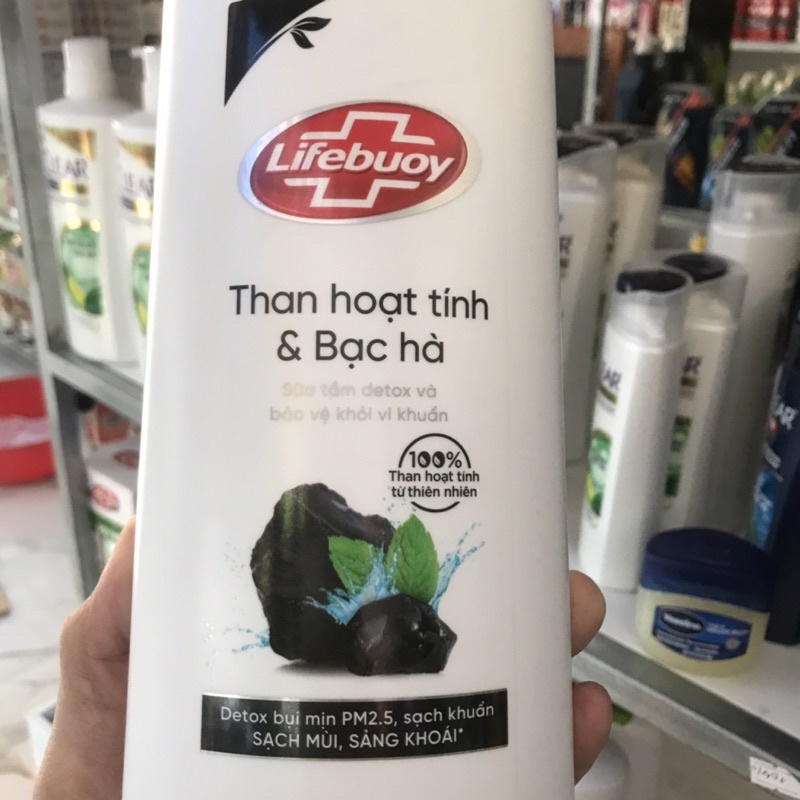 Lifebuoy
Than hoạt tính
& Bạc hà
Sữa tắm detox và
bảo vệ khỏi vi khuẩn
100%
Than hoạt tính
từ thiên nhiên
Detox bụi mịn PM2.5, sạch khuẩn
SẠCH MÙI, SẢNG KHOÁI*
Vaseline